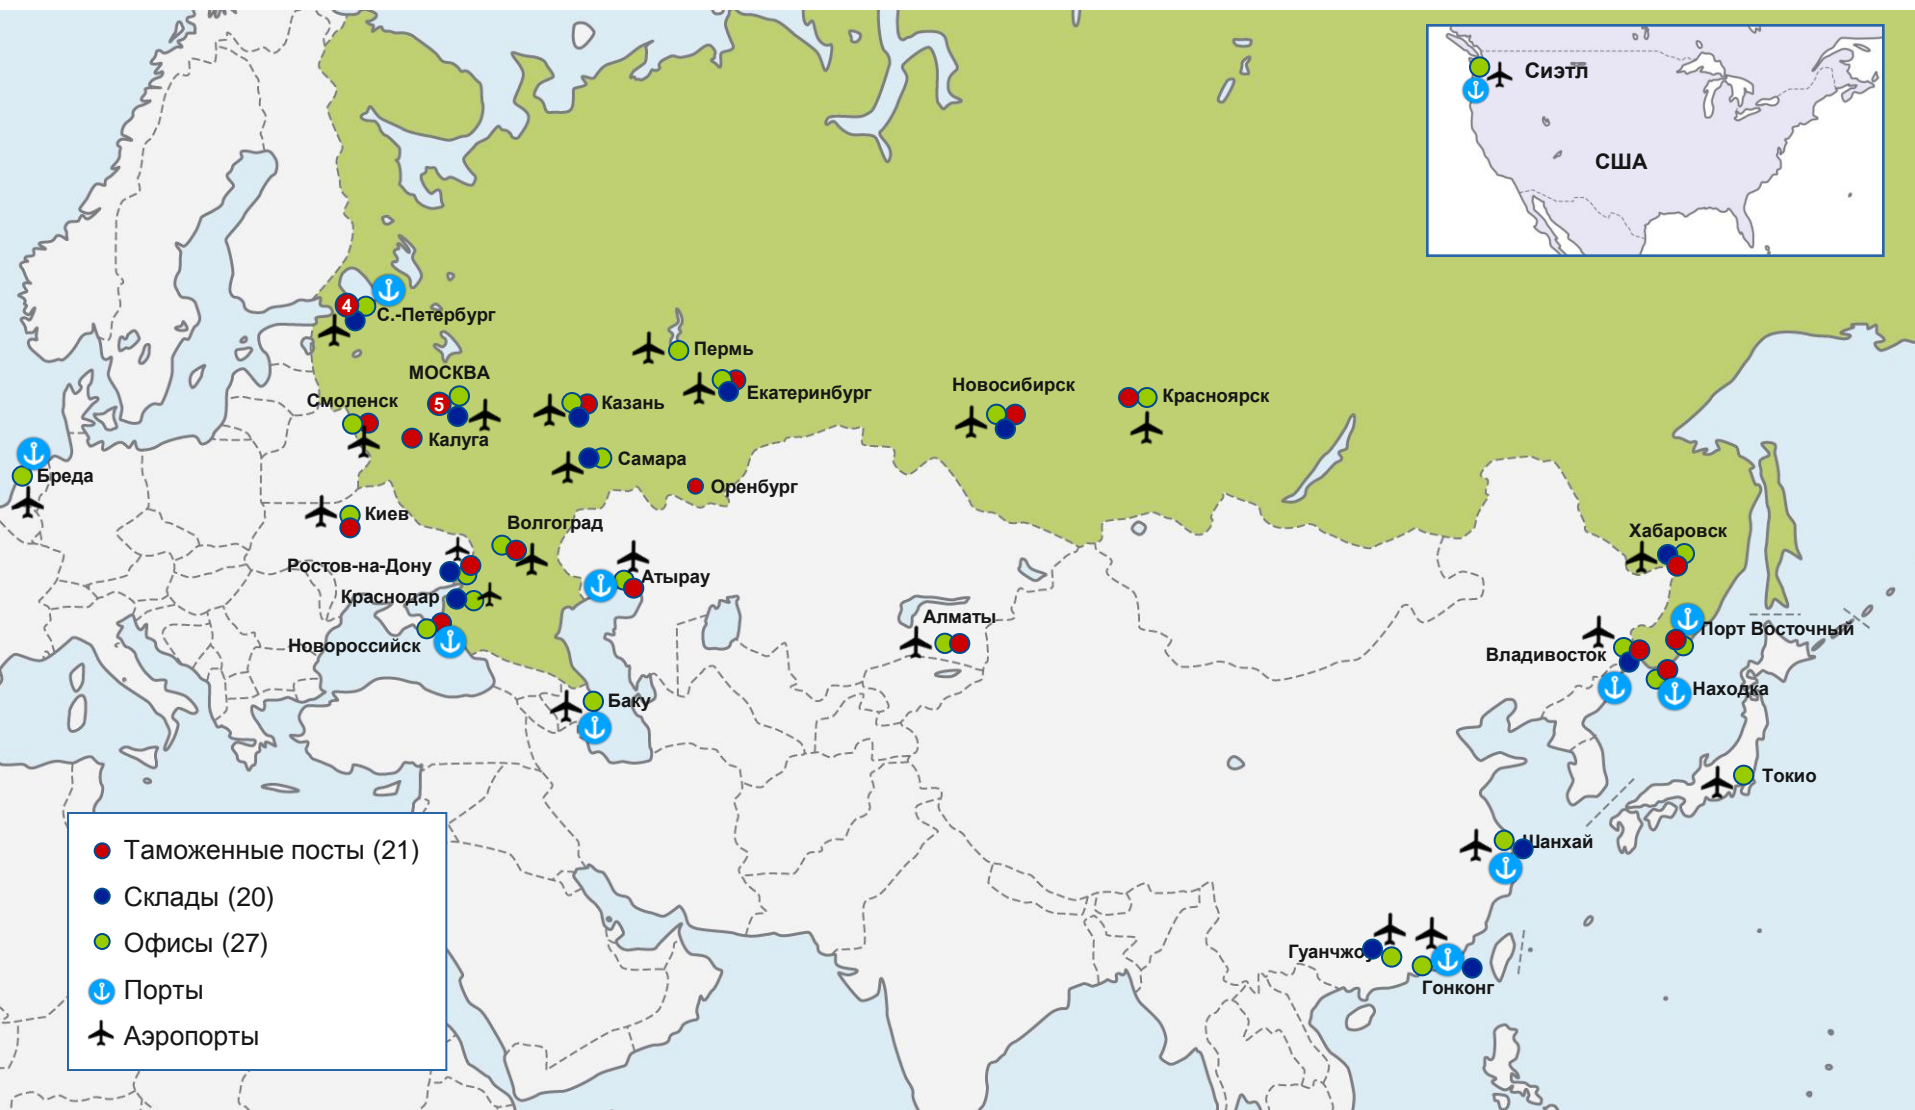 Сиэтл
США
4
С.-Петербург
Пермь
МОСКВА
5
Смоленск
Калуга
Казань
Екатеринбург
Новосибирск
Красноярск
Самара
Оренбург
Бреда
Киев
Волгоград
Ростов-на-Дону
Краснодар
Новороссийск
Атырау
Алматы
Баку
Хабаровск
Порт Восточный
Владивосток
Находка
Токио
Шанхай
Гуанчжоу
Гонконг
Таможенные посты (21)
Склады (20)
Офисы (27)
Порты
Аэропорты